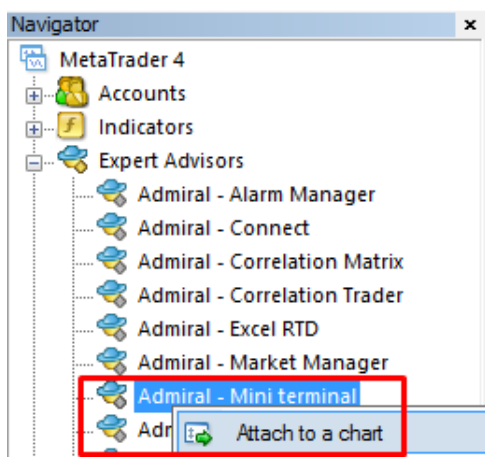 Navigator
MetaTrader 4
Accounts
Indicators
Expert Advisors
Admiral - Alarm Manager
Admiral - Connect
Admiral - Correlation Matrix
Admiral - Correlation Trader
Admiral - Excel RTD
Admiral - Market Manager
Admiral - Mini terminal
Adr
Attach to a chart